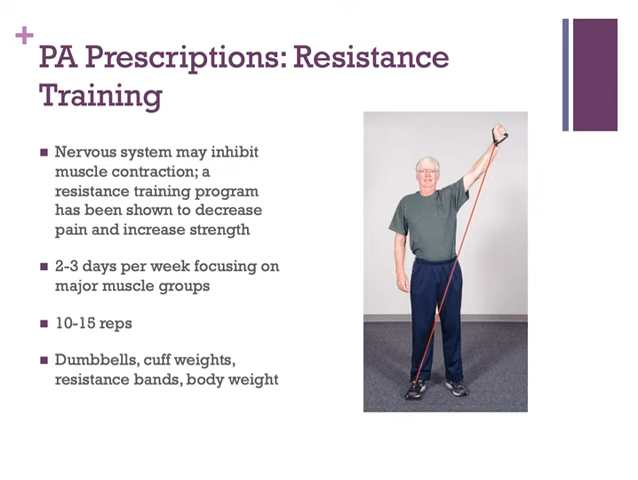 PA Prescriptions: Resistance
Training
Nervous system may inhibit
muscle contraction; a
resistance training program
has been shown to decrease
pain and increase strength
2-3 days per week focusing on
major muscle groups
10-15 reps
Dumbbells, cuff weights,
resistance bands, body weight